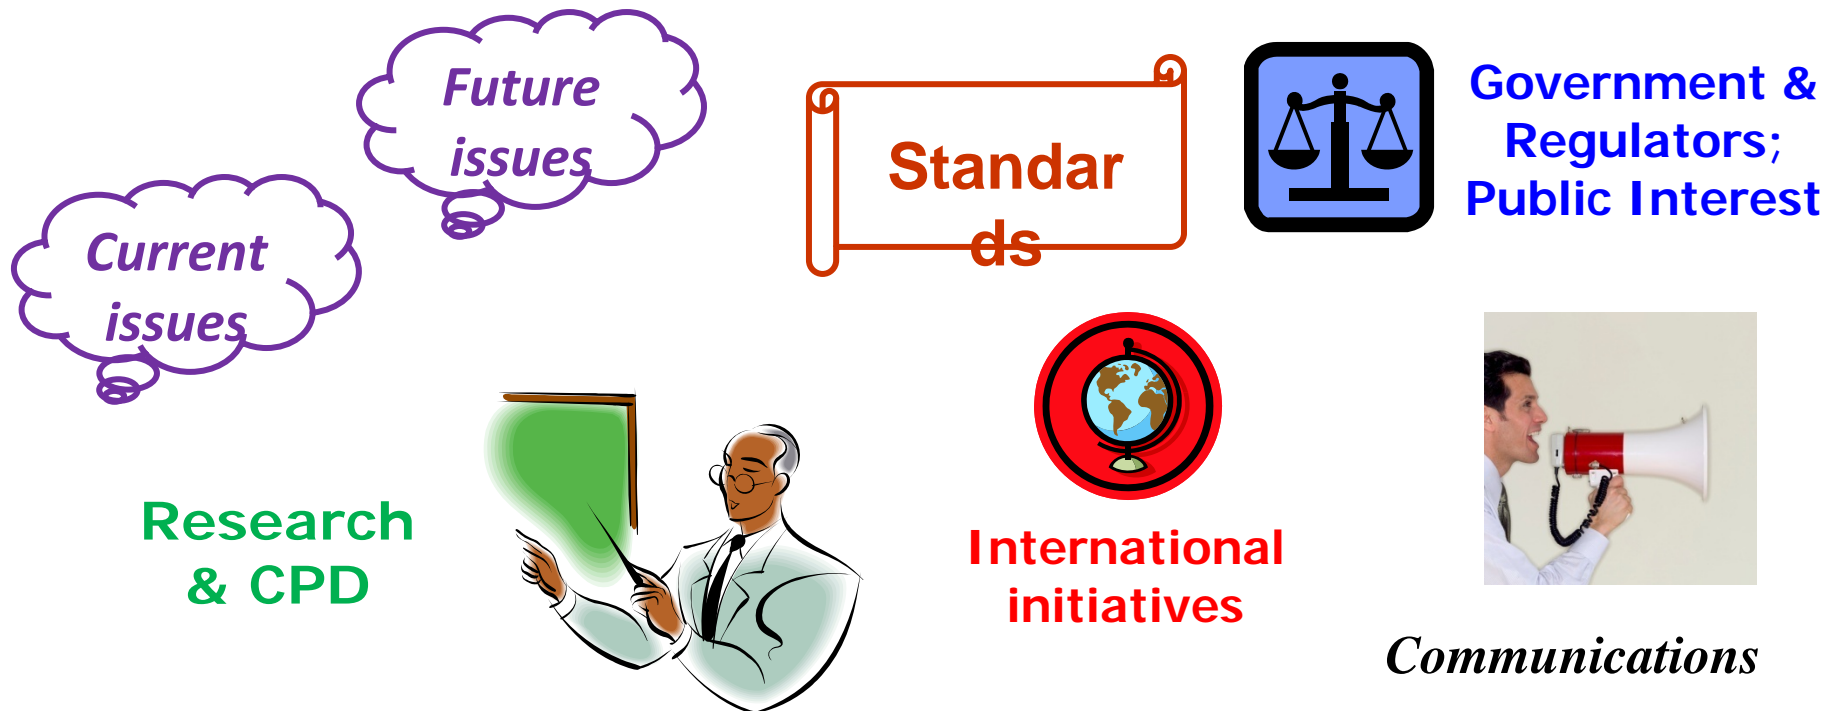 Future
issues
Current
issues
Standar
ds
Government &
Regulators;
Public Interest
Research
& CPD
International
initiatives
Communications